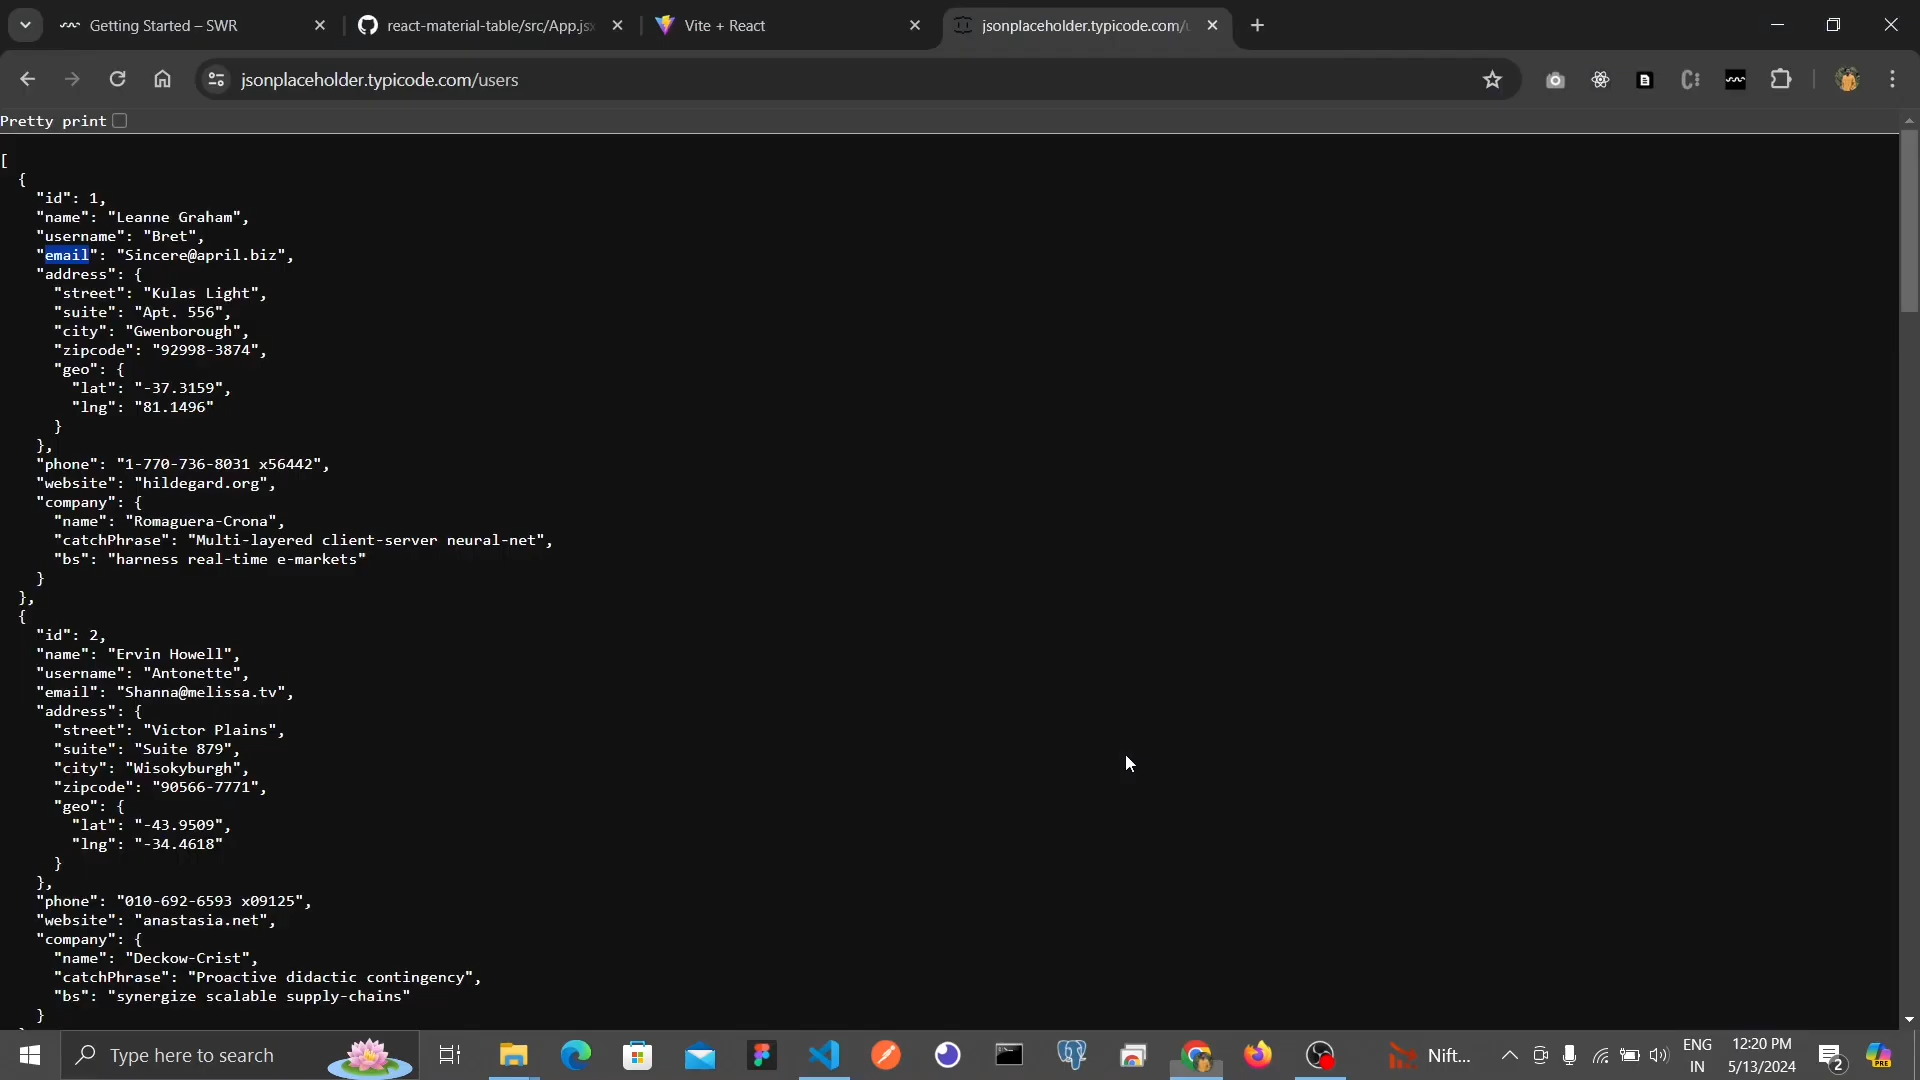 Getting Started – SWR
react-material-table/src/App.jsx
Vite + React
jsonplaceholder.typicode.com/u
jsonplaceholder.typicode.com/users
Pretty print
[
{
"id": 1,
"name": "Leanne Graham",
"username": "Bret",
"email": "Sincere@april.biz",
"address": {
"street": "Kulas Light",
"suite": "Apt. 556",
"city": "Gwenborough",
"zipcode": "92998-3874",
"geo": {
"lat": "-37.3159",
"lng": "81.1496"
}
},
"phone": "1-770-736-8031 x56442",
"website": "hildegard.org",
"company": {
"name": "Romaguera-Crona",
"catchPhrase": "Multi-layered client-server neural-net",
"bs": "harness real-time e-markets"
}
},
{
"id": 2,
"name": "Ervin Howell",
"username": "Antonette",
"email": "Shanna@melissa.tv",
"address": {
"street": "Victor Plains",
"suite": "Suite 879",
"city": "Wisokyburgh",
"zipcode": "90566-7771",
"geo": {
"lat": "-43.9509",
"lng": "-34.4618"
}
},
"phone": "010-692-6593 x09125",
"website": "anastasia.net",
"company": {
"name": "Deckow-Crist",
"catchPhrase": "Proactive didactic contingency",
"bs": "synergize scalable supply-chains"
}
Type here to search
Nift...
ENG
IN
12:20 PM
5/13/2024
2
PRE